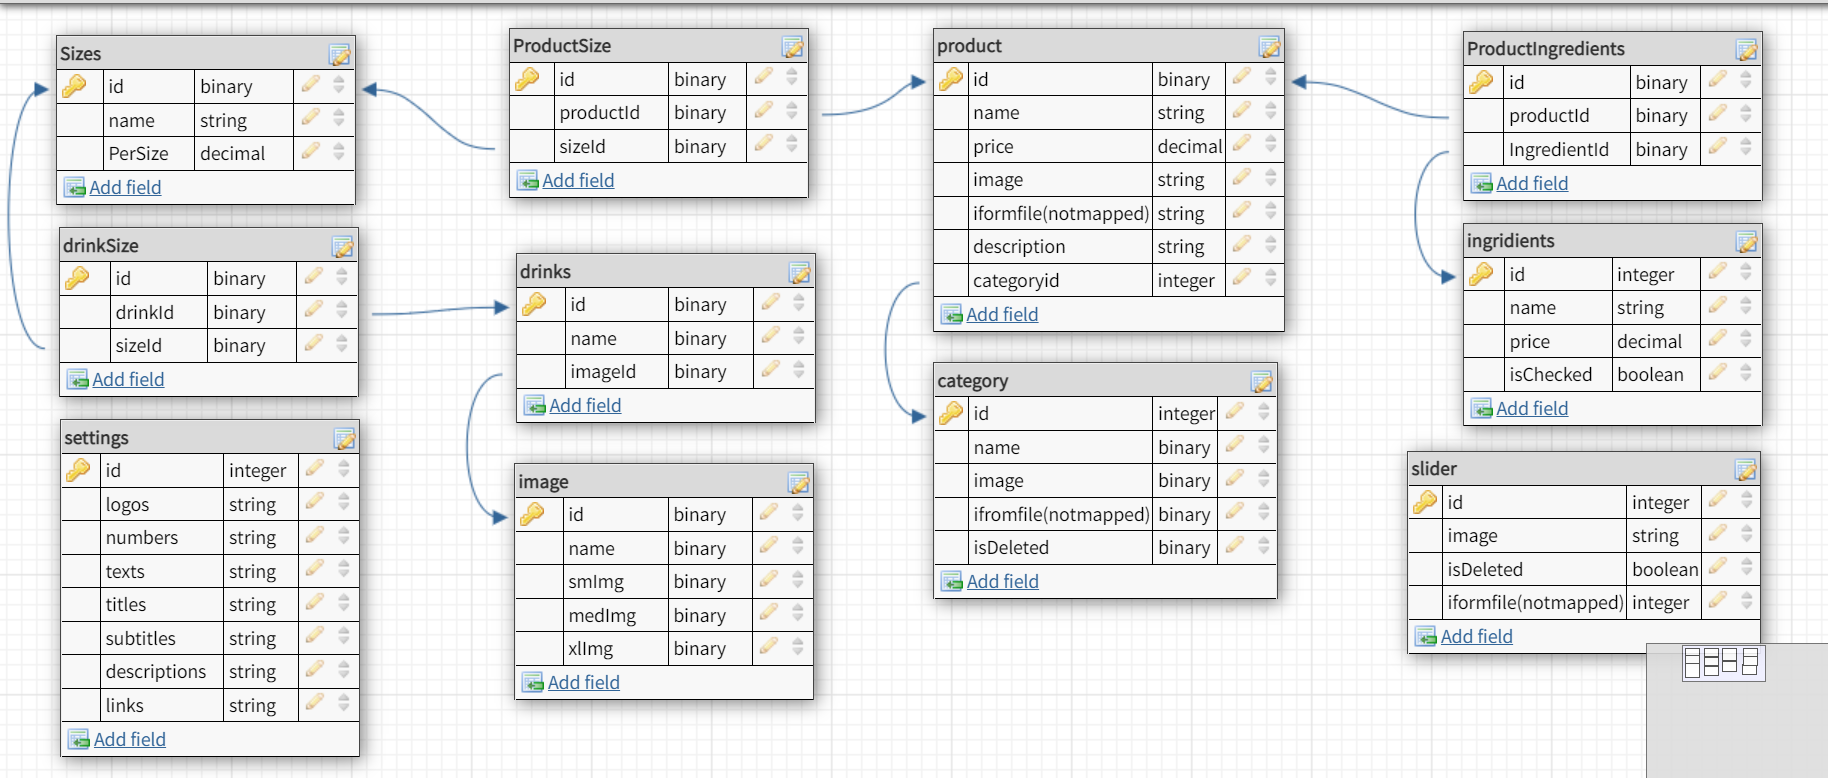 Sizes
id binary
name string
PerSize decimal
Add field
drinkSize
id binary
drinkId binary
sizeId binary
Add field
settings
id integer
logos string
numbers string
texts string
titles string
subtitles string
descriptions string
links string
Add field
ProductSize
id binary
productId binary
sizeId binary
Add field
drinks
id binary
name binary
imageId binary
Add field
image
id binary
name binary
smImg binary
medImg binary
xlImg binary
Add field
product
id binary
name string
price decimal
image string
iformfile(notmapped) string
description string
categoryid integer
Add field
category
id integer
name binary
image binary
ifromfile(notmapped) binary
isDeleted binary
Add field
ProductIngredients
id binary
productId binary
IngredientId binary
Add field
ingridients
id integer
name string
price decimal
isChecked boolean
Add field
slider
id integer
image string
isDeleted boolean
iformfile(notmapped) integer
Add field